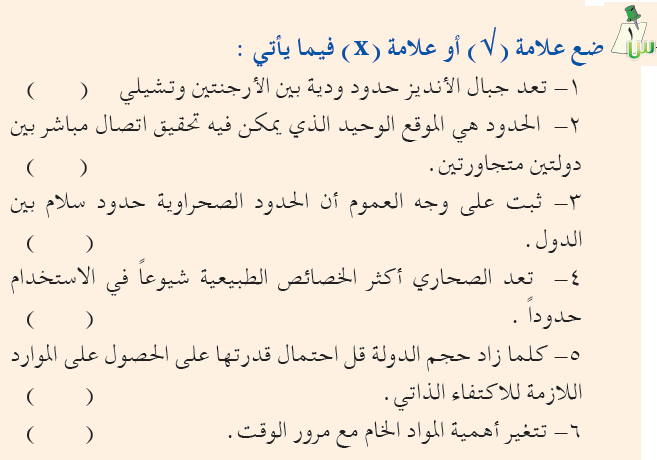 س١ ضع علامة (√) أو علامة (x) فيما يأتي :
١– تعد جبال الأنديز حدود ودية بين الأرجنتين وتشيلي ( )
٢– الحدود هي الموقع الوحيد الذي يمكن فيه تحقيق اتصال مباشر بين
دولتين متجاورتين. ( )
٣– ثبت على وجه العموم أن الحدود الصحراوية حدود سلام بين
الدول. ( )
٤– تعد الصحاري أكثر الخصائص الطبيعية شيوعاً في الاستخدام
حدوداً . ( )
٥– كلما زاد حجم الدولة قل احتمال قدرتها على الحصول على الموارد
اللازمة للاكتفاء الذاتي. ( )
٦– تتغير أهمية المواد الخام مع مرور الوقت. ( )